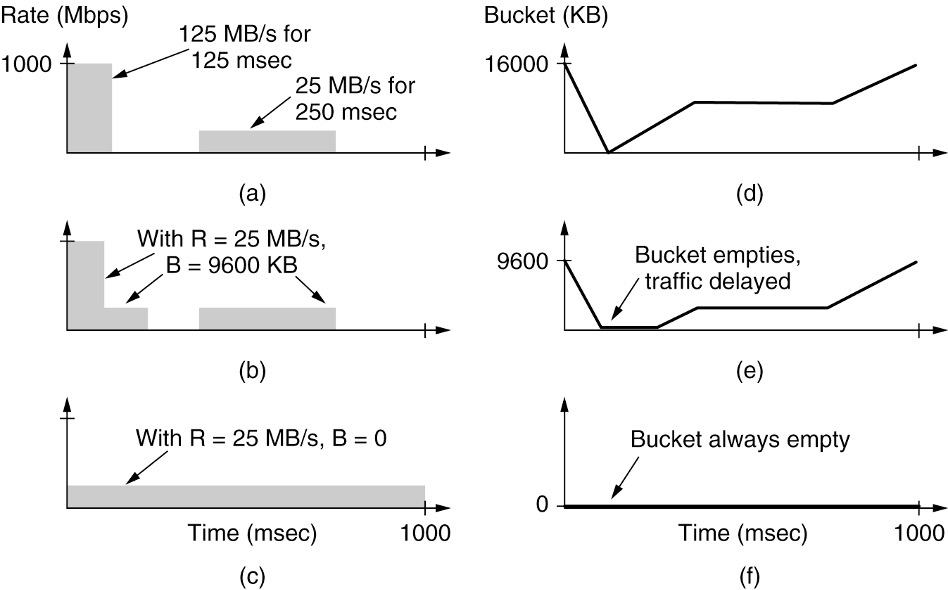 Rate (Mbps)
1000
125 MB/s for
125 msec
25 MB/s for
250 msec
(a)
Bucket (KB)
16000
(d)
With R = 25 MB/s,
B = 9600 KB
(b)
9600
Bucket empties,
traffic delayed
(e)
With R = 25 MB/s, B = 0
Time (msec)
1000
(c)
Bucket always empty
0
Time (msec)
1000
(f)